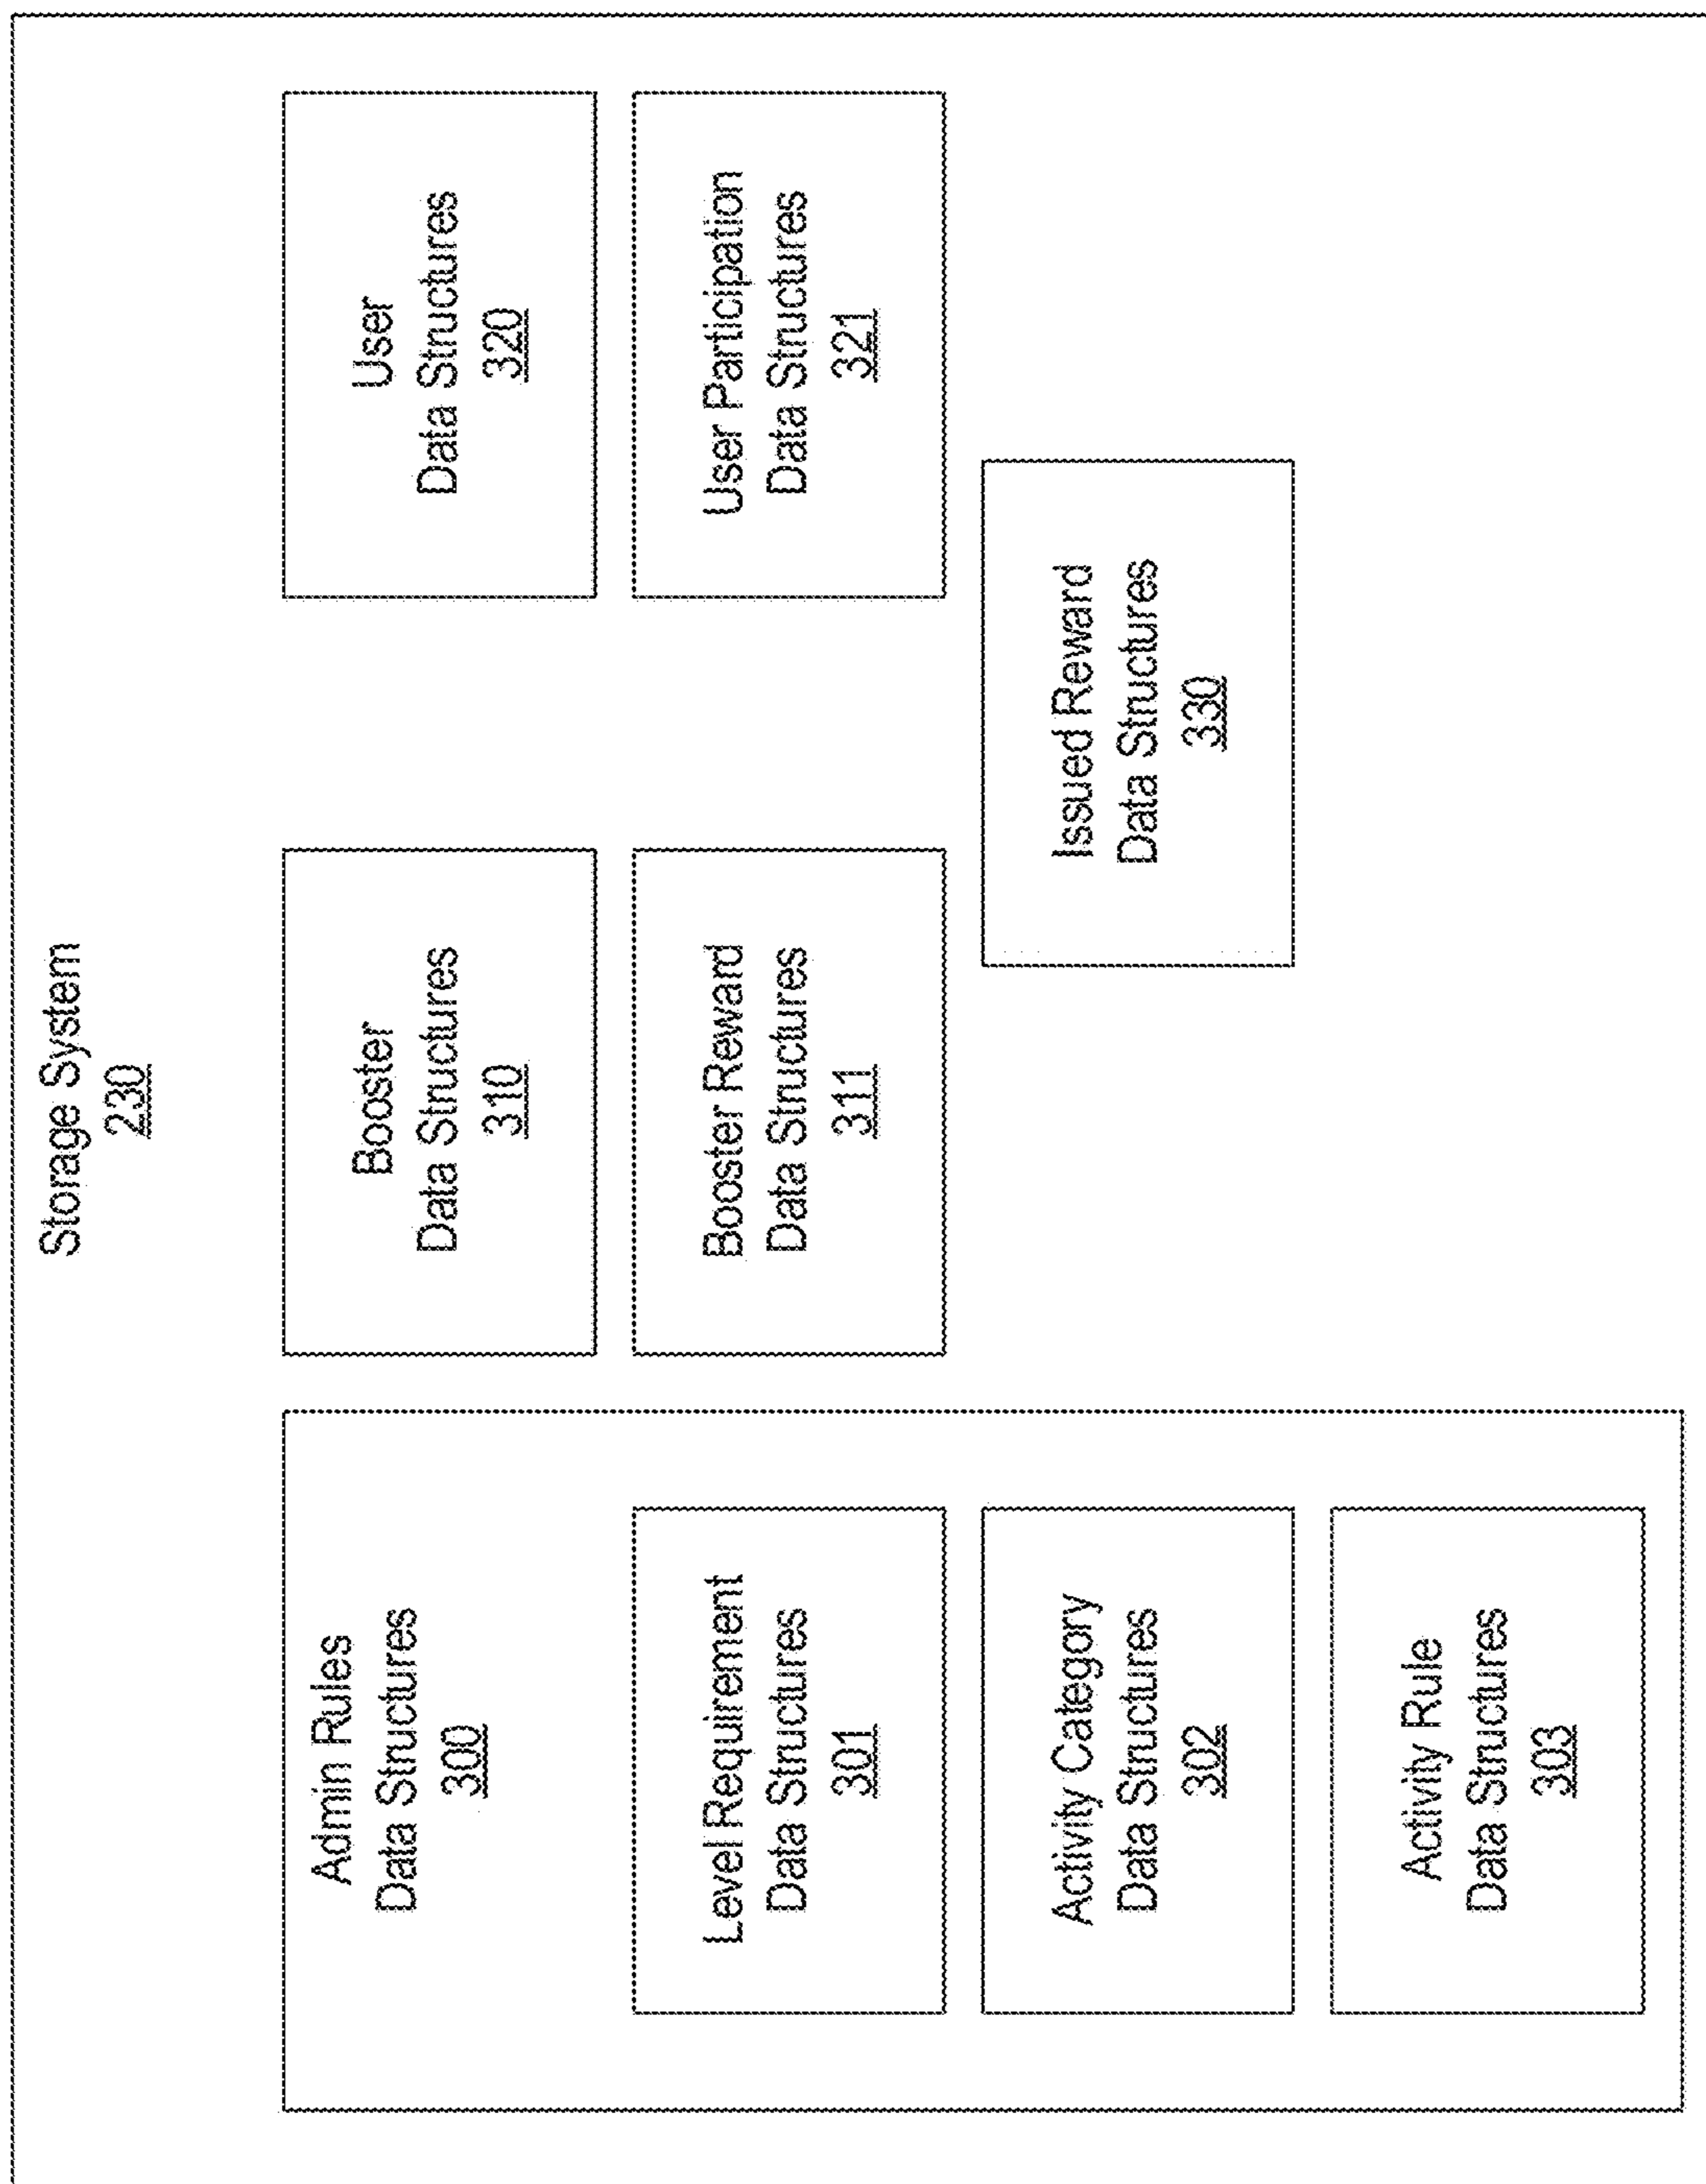 Storage System
230
Admin Rules
Data Structures
300
Level Requirement
Data Structures
301
Activity Category
Data Structures
302
Activity Rule
Data Structures
303
Booster
Data Structures
310
Booster Reward
Data Structures
311
User
Data Structures
320
User Participation
Data Structures
321
Issued Reward
Data Structures
330